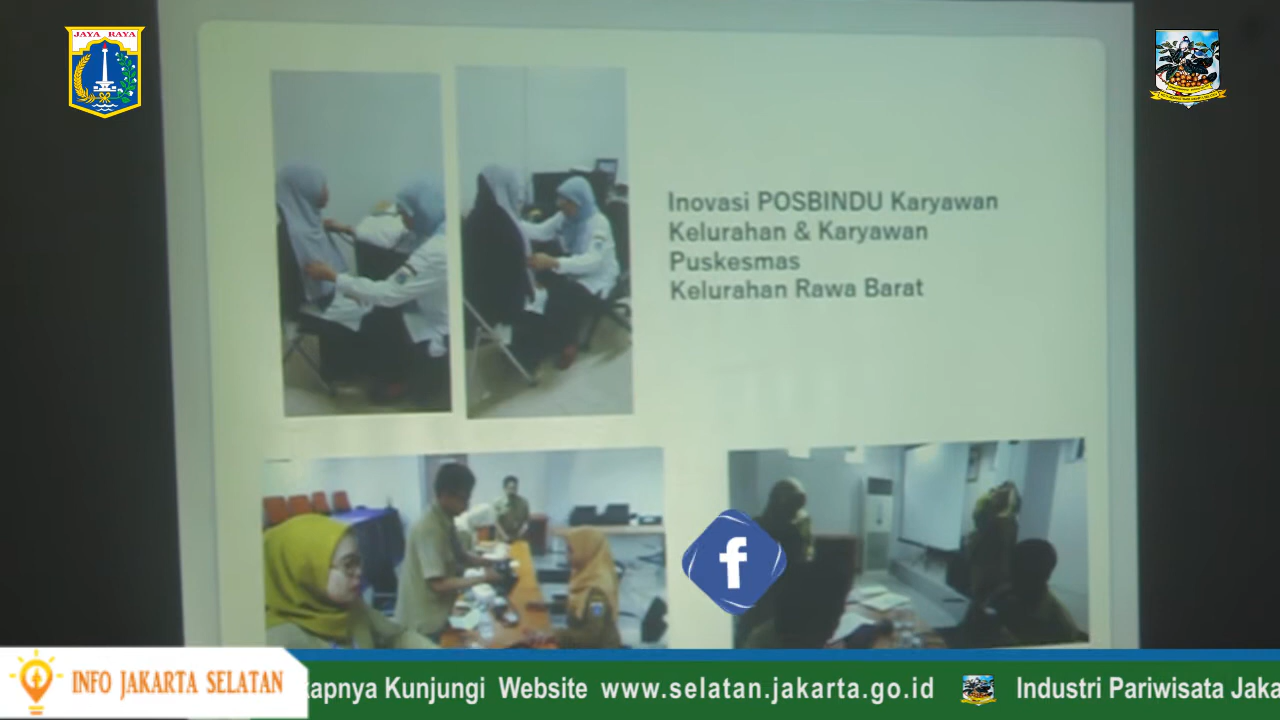 JAYA RAYA
Inovasi POSBINDU Karyawan
Kelurahan & Karyawan
Puskesmas
Kelurahan Rawa Barat
f
INFO JAKARTA SELATAN
kapnya Kunjungi Website www.selatan.jakarta.go.id
Industri Pariwisata Jaka